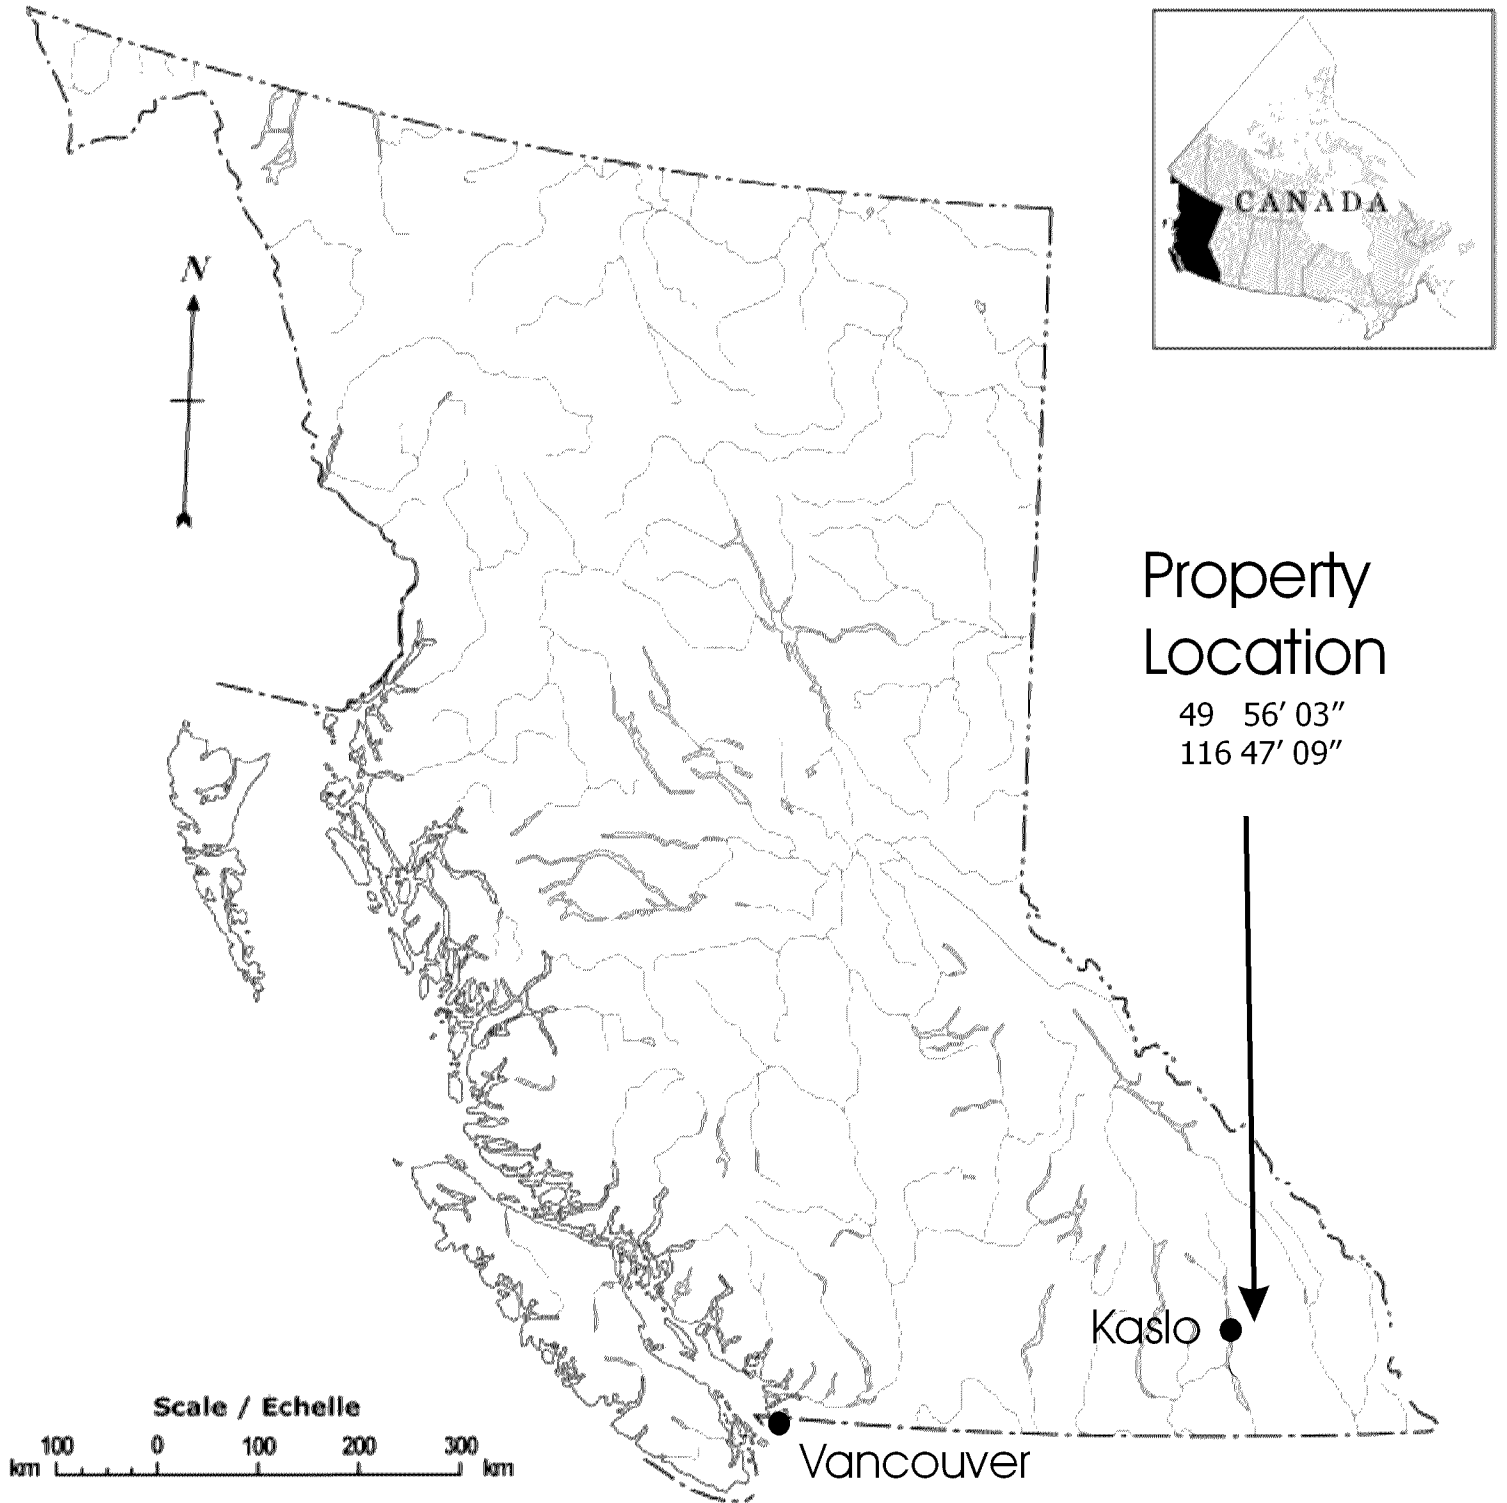 CANADA
N
Property
Location
49 56′ 03″
116 47′ 09″
Kaslo
Vancouver
Scale / Échelle
100 0 100 200 300
km km